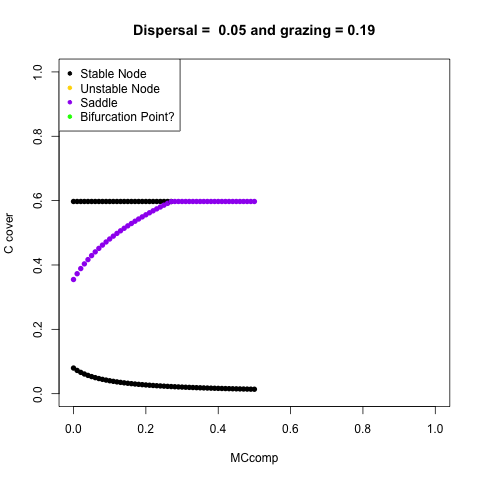 Dispersal =  0.05 and grazing = 0.19
Stable Node
Unstable Node
Saddle
Bifurcation Point?
1.0
0.8
0.6
0.4
0.2
0.0
C cover
0.0 0.2 0.4 0.6 0.8 1.0
MCcomp